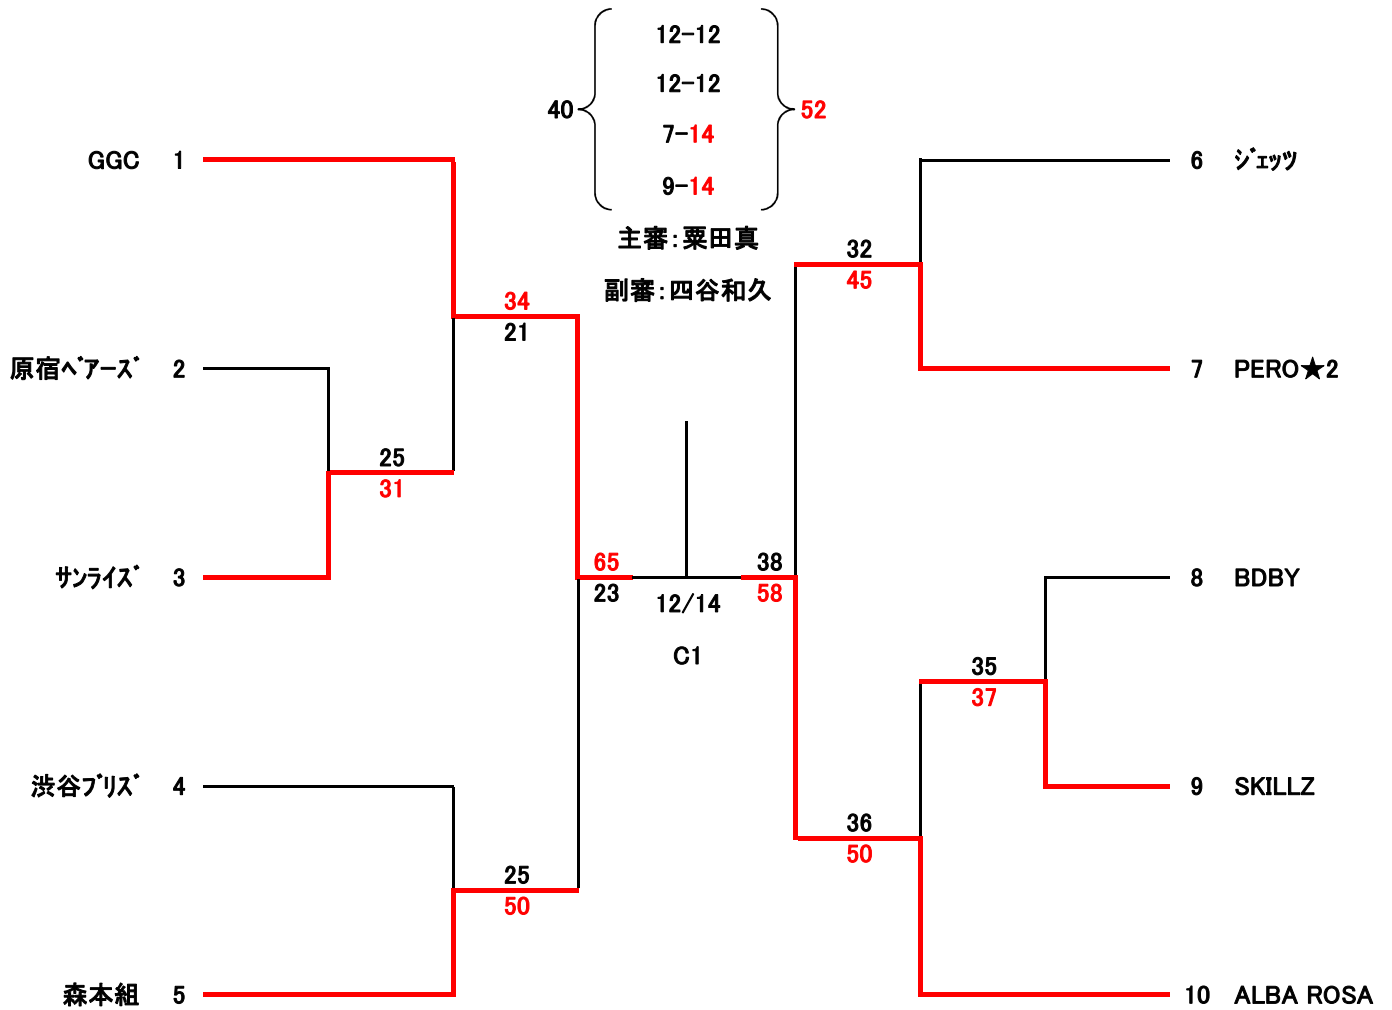 12-12
12-12
40
52
7-14
GGC 1
6 ｼﾞｪｯﾂ
9-14
主審：粟田真
32
副審：四谷和久
45
34
21
原宿ﾍﾞｱｰｽﾞ 2
7 PERO★2
25
31
65
38
ｻﾝﾗｲｽﾞ 3
8 BDBY
23
12/14
58
C1
35
37
渋谷ﾌﾞﾘｽﾞ 4
9 SKILLZ
36
50
25
50
森本組 5
10 ALBA ROSA